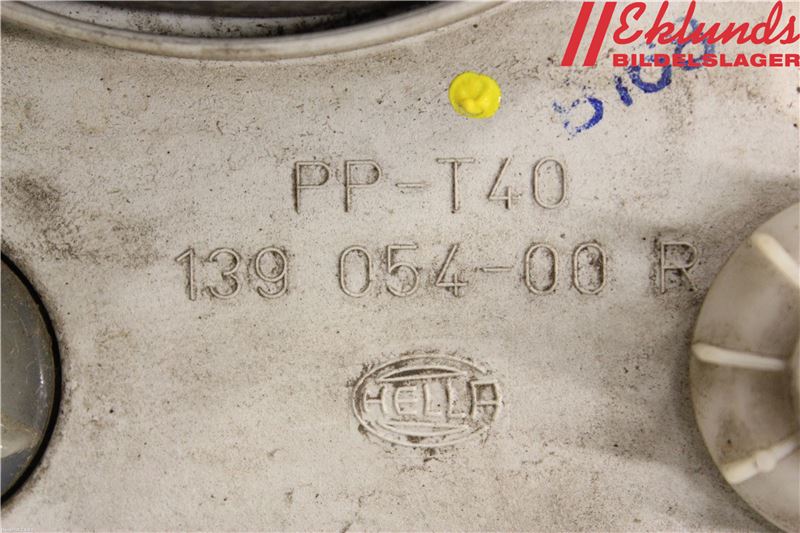 Eklunds
BILDELSLAGER
PP-T40
139 054-00 R
HELLA